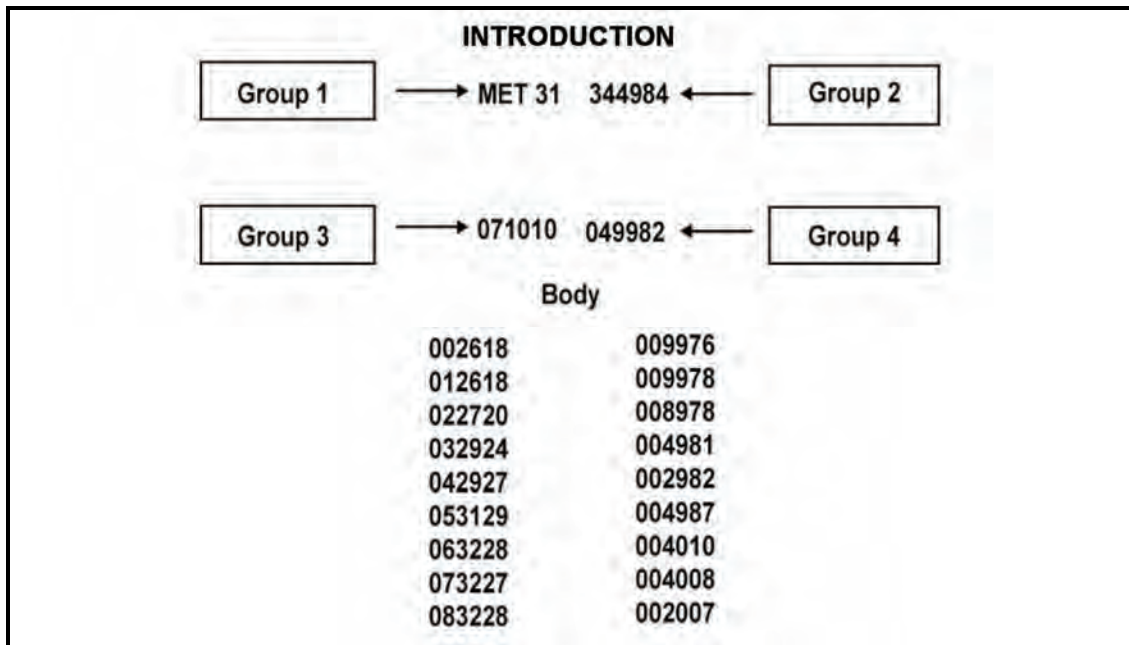 INTRODUCTION
Group 1 MET 31 344984 Group 2
Group 3 071010 049982 Group 4
Body
002618 009976
012618 009978
022720 008978
032924 004981
042927 002982
053129 004987
063228 004010
073227 004008
083228 002007